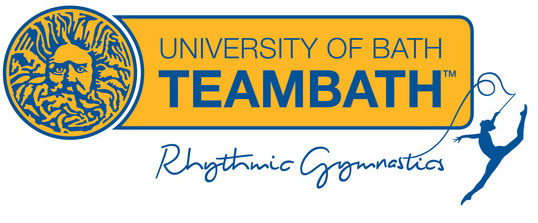 UNIVERSITY OF BATH
TEAMBATH™
Rhythmic Gymnastics